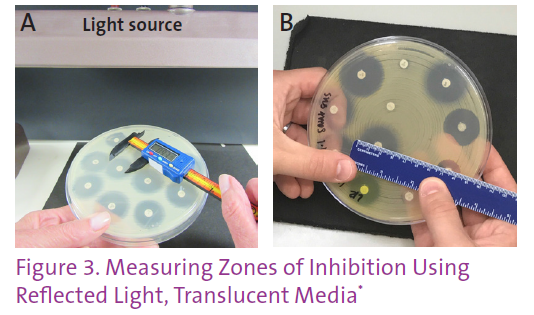 A
Light source
B
Figure 3. Measuring Zones of Inhibition Using
Reflected Light, Translucent Media*